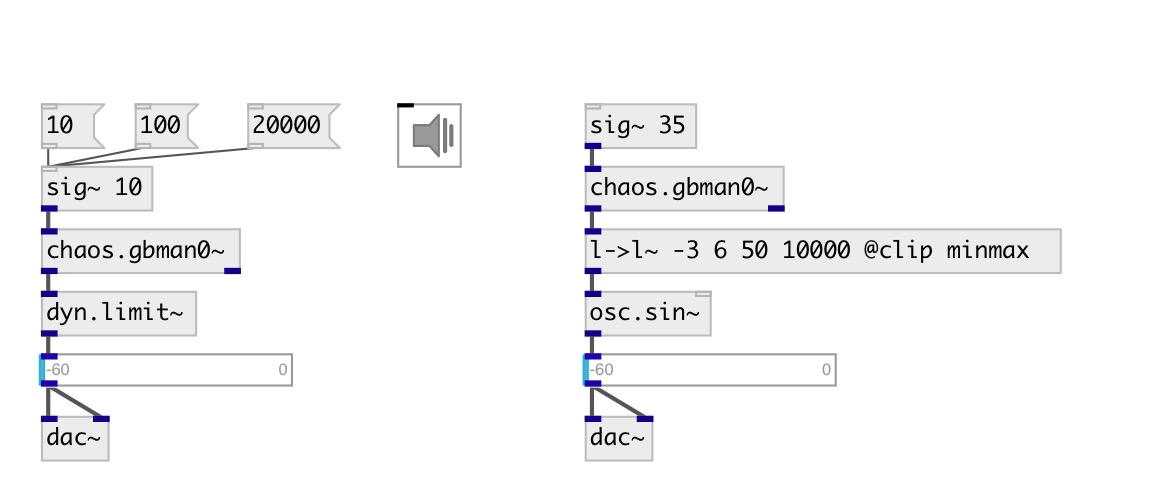 10 100 20000
sig~ 10
chaos.gbman0~
dyn.limit~
-60 0
dac~
sig~ 35
chaos.gbman0~
l->l~ -3 6 50 10000 @clip minmax
osc.sin~
-60 0
dac~